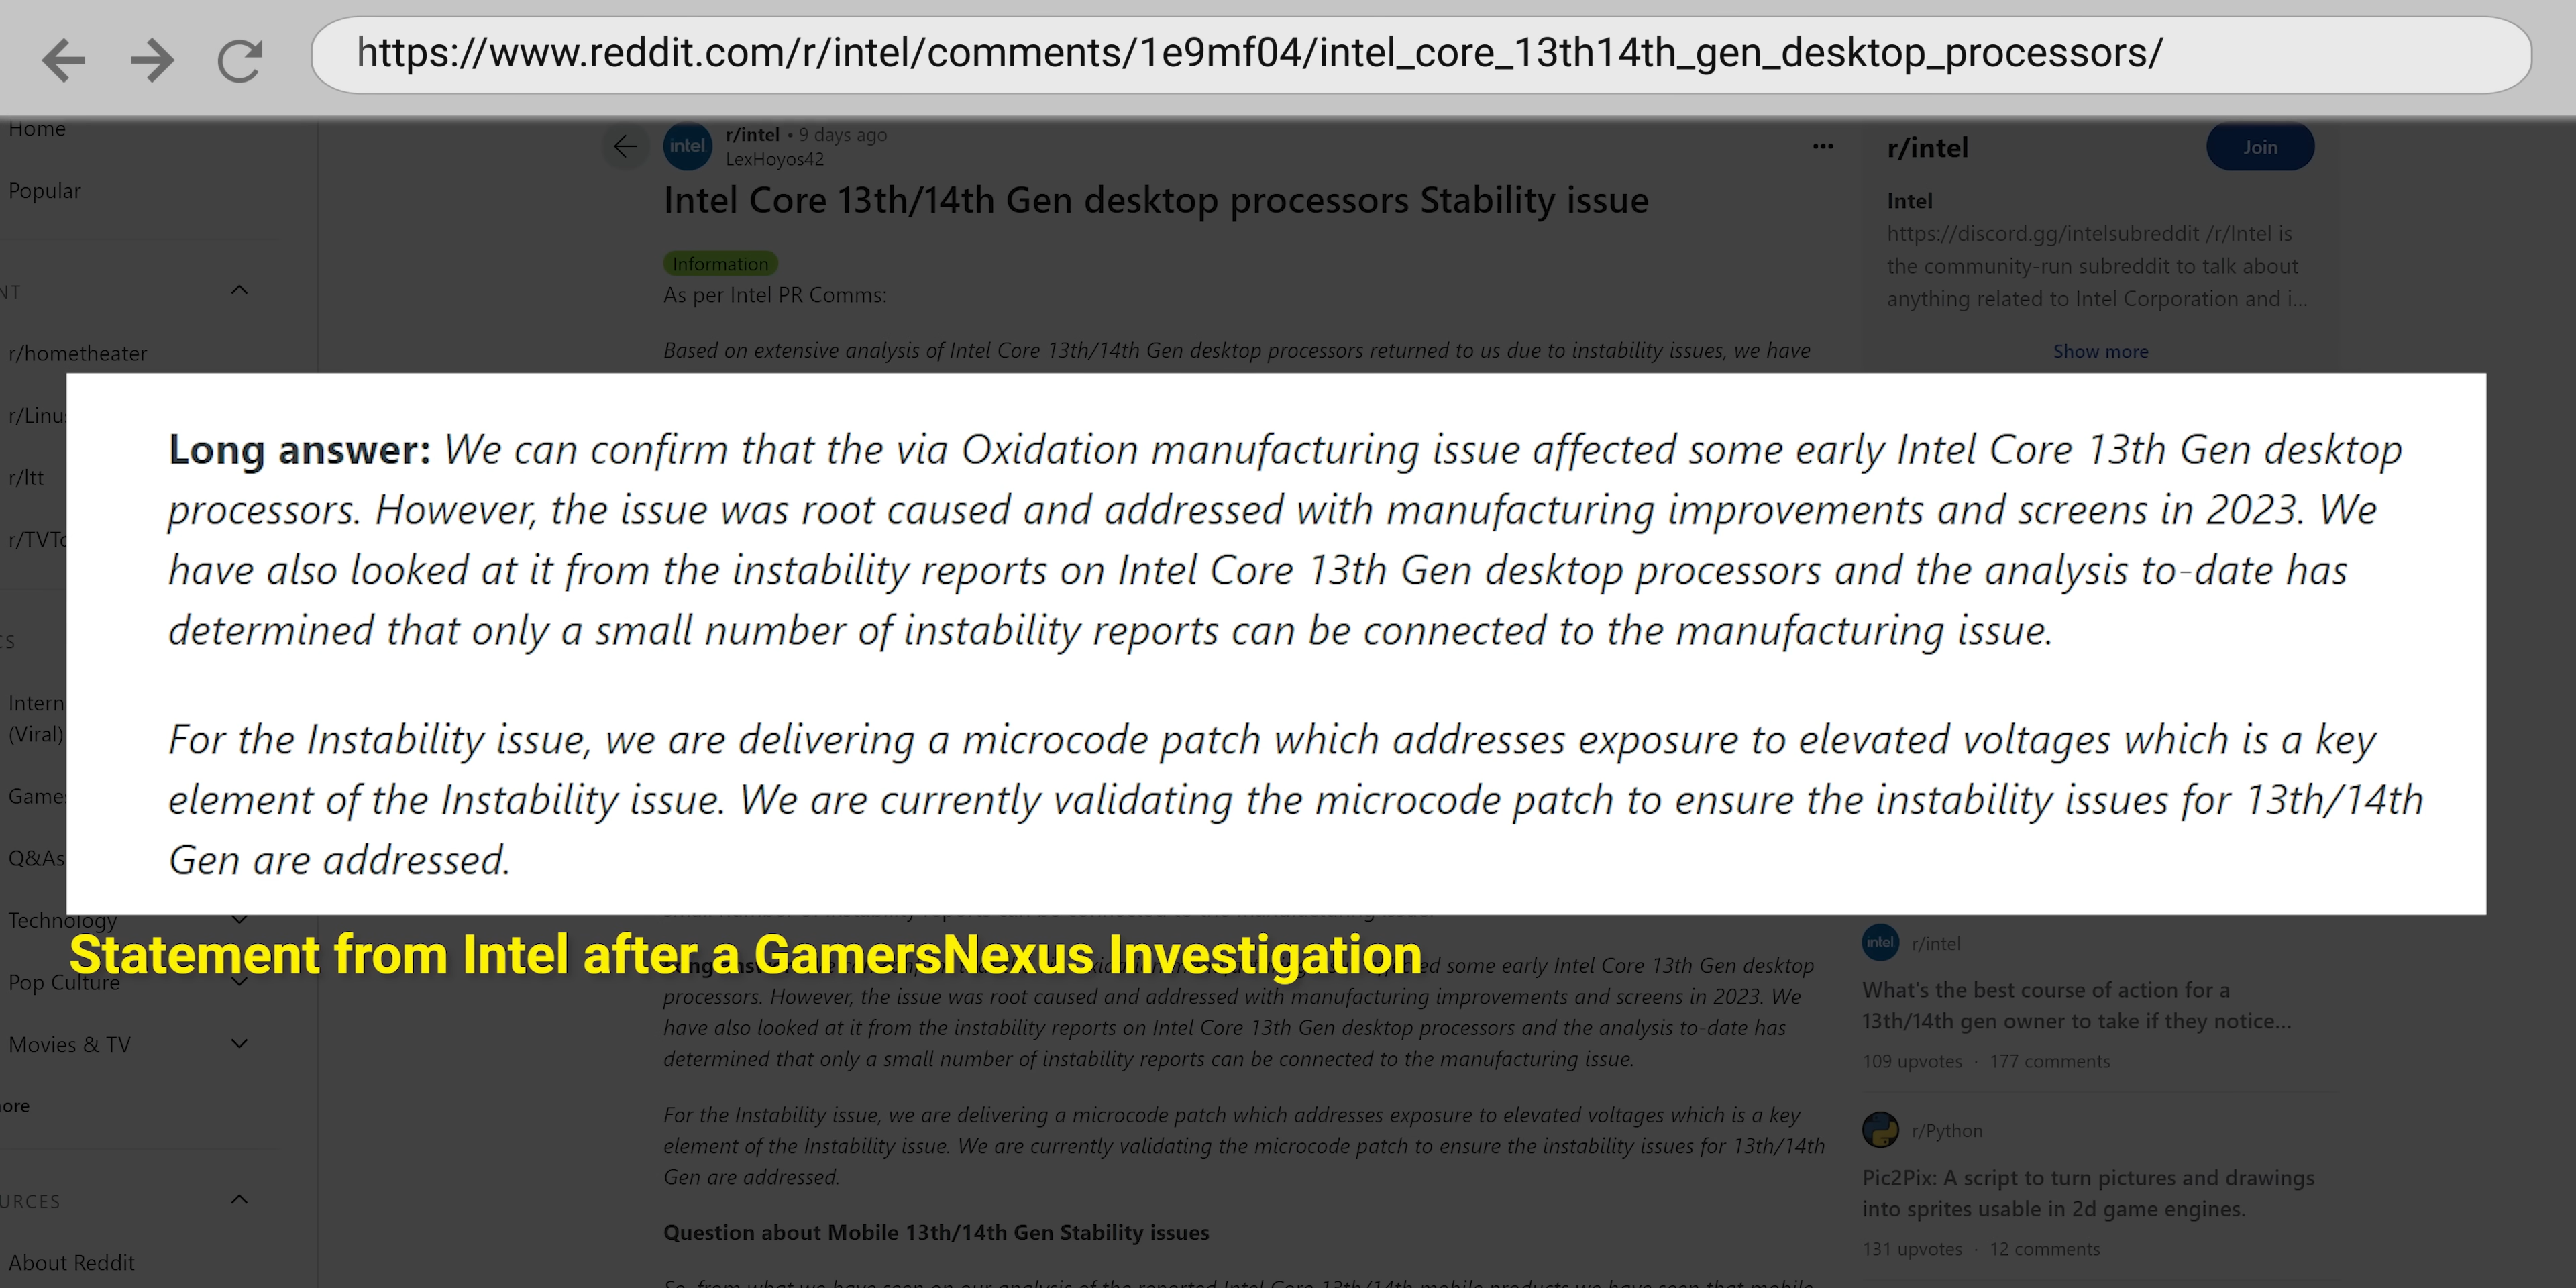 https://www.reddit.com/r/intel/comments/1e9mf04/intel_core_13th14th_gen_desktop_processors/
Home
Popular
NT
r/hometheater
r/Linu
r/ltt
r/TVTo
CS
Intern
(Viral)
Game
Q&As
Technology
Pop Culture
Movies & TV
ore
URCES
About Reddit
intel
r/intel • 9 days ago
LexHoyos42
Intel Core 13th/14th Gen desktop processors Stability issue
Information
As per Intel PR Comms:
Based on extensive analysis of Intel Core 13th/14th Gen desktop processors returned to us due to instability issues, we have
Long answer: We can confirm that the via Oxidation manufacturing issue affected some early Intel Core 13th Gen desktop
processors. However, the issue was root caused and addressed with manufacturing improvements and screens in 2023. We
have also looked at it from the instability reports on Intel Core 13th Gen desktop processors and the analysis to-date has
determined that only a small number of instability reports can be connected to the manufacturing issue.
For the Instability issue, we are delivering a microcode patch which addresses exposure to elevated voltages which is a key
element of the Instability issue. We are currently validating the microcode patch to ensure the instability issues for 13th/14th
Gen are addressed.
Statement from Intel after a GamersNexus Investigation
some early Intel Core 13th Gen desktop
processors. However, the issue was root caused and addressed with manufacturing improvements and screens in 2023. We
have also looked at it from the instability reports on Intel Core 13th Gen desktop processors and the analysis to-date has
determined that only a small number of instability reports can be connected to the manufacturing issue.
For the Instability issue, we are delivering a microcode patch which addresses exposure to elevated voltages which is a key
element of the Instability issue. We are currently validating the microcode patch to ensure the instability issues for 13th/14th
Gen are addressed.
Question about Mobile 13th/14th Gen Stability issues
r/intel
Join
Intel
https://discord.gg/intelsubreddit /r/Intel is
the community-run subreddit to talk about
anything related to Intel Corporation and i...
Show more
intel
r/intel
What's the best course of action for a
13th/14th gen owner to take if they notice...
109 upvotes · 177 comments
r/Python
Pic2Pix: A script to turn pictures and drawings
into sprites usable in 2d game engines.
131 upvotes · 12 comments